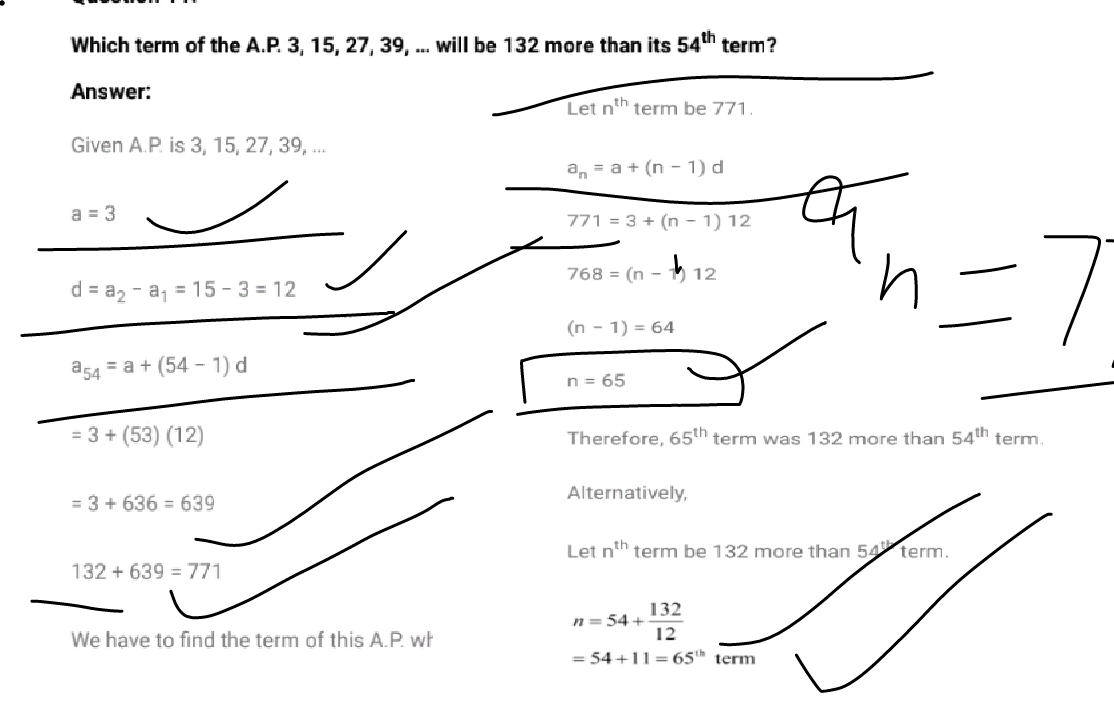 Which term of the A.P. 3, 15, 27, 39, ... will be 132 more than its 54th term?
Answer:
Given A.P. is 3, 15, 27, 39, ...
a = 3
d = a2 − a1 = 15 − 3 = 12
a54 = a + (54 − 1) d
= 3 + (53) (12)
= 3 + 636 = 639
132 + 639 = 771
We have to find the term of this A.P.
Let nth term be 771.
an = a + (n − 1) d
771 = 3 + (n − 1) 12
768 = (n − 1) 12
(n − 1) = 64
n = 65
an = 7
Therefore, 65th term was 132 more than 54th term.
Alternatively,
Let nth term be 132 more than 54th term.
n = 54 + 132/12
= 54 + 11 = 65th term